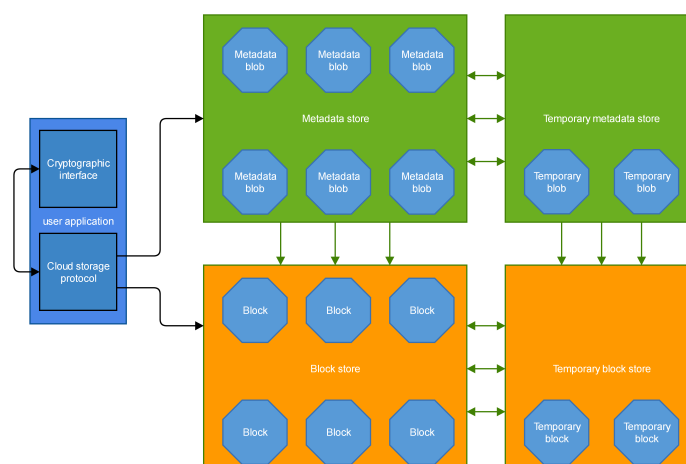 Cryptographic
interface
user application
Cloud storage
protocol
Metadata
blob
Metadata
blob
Metadata
blob
Metadata store
Metadata
blob
Metadata
blob
Metadata
blob
Temporary metadata store
Temporary
blob
Temporary
blob
Block
Block
Block
Block store
Block
Block
Block
Temporary block store
Temporary
block
Temporary
block